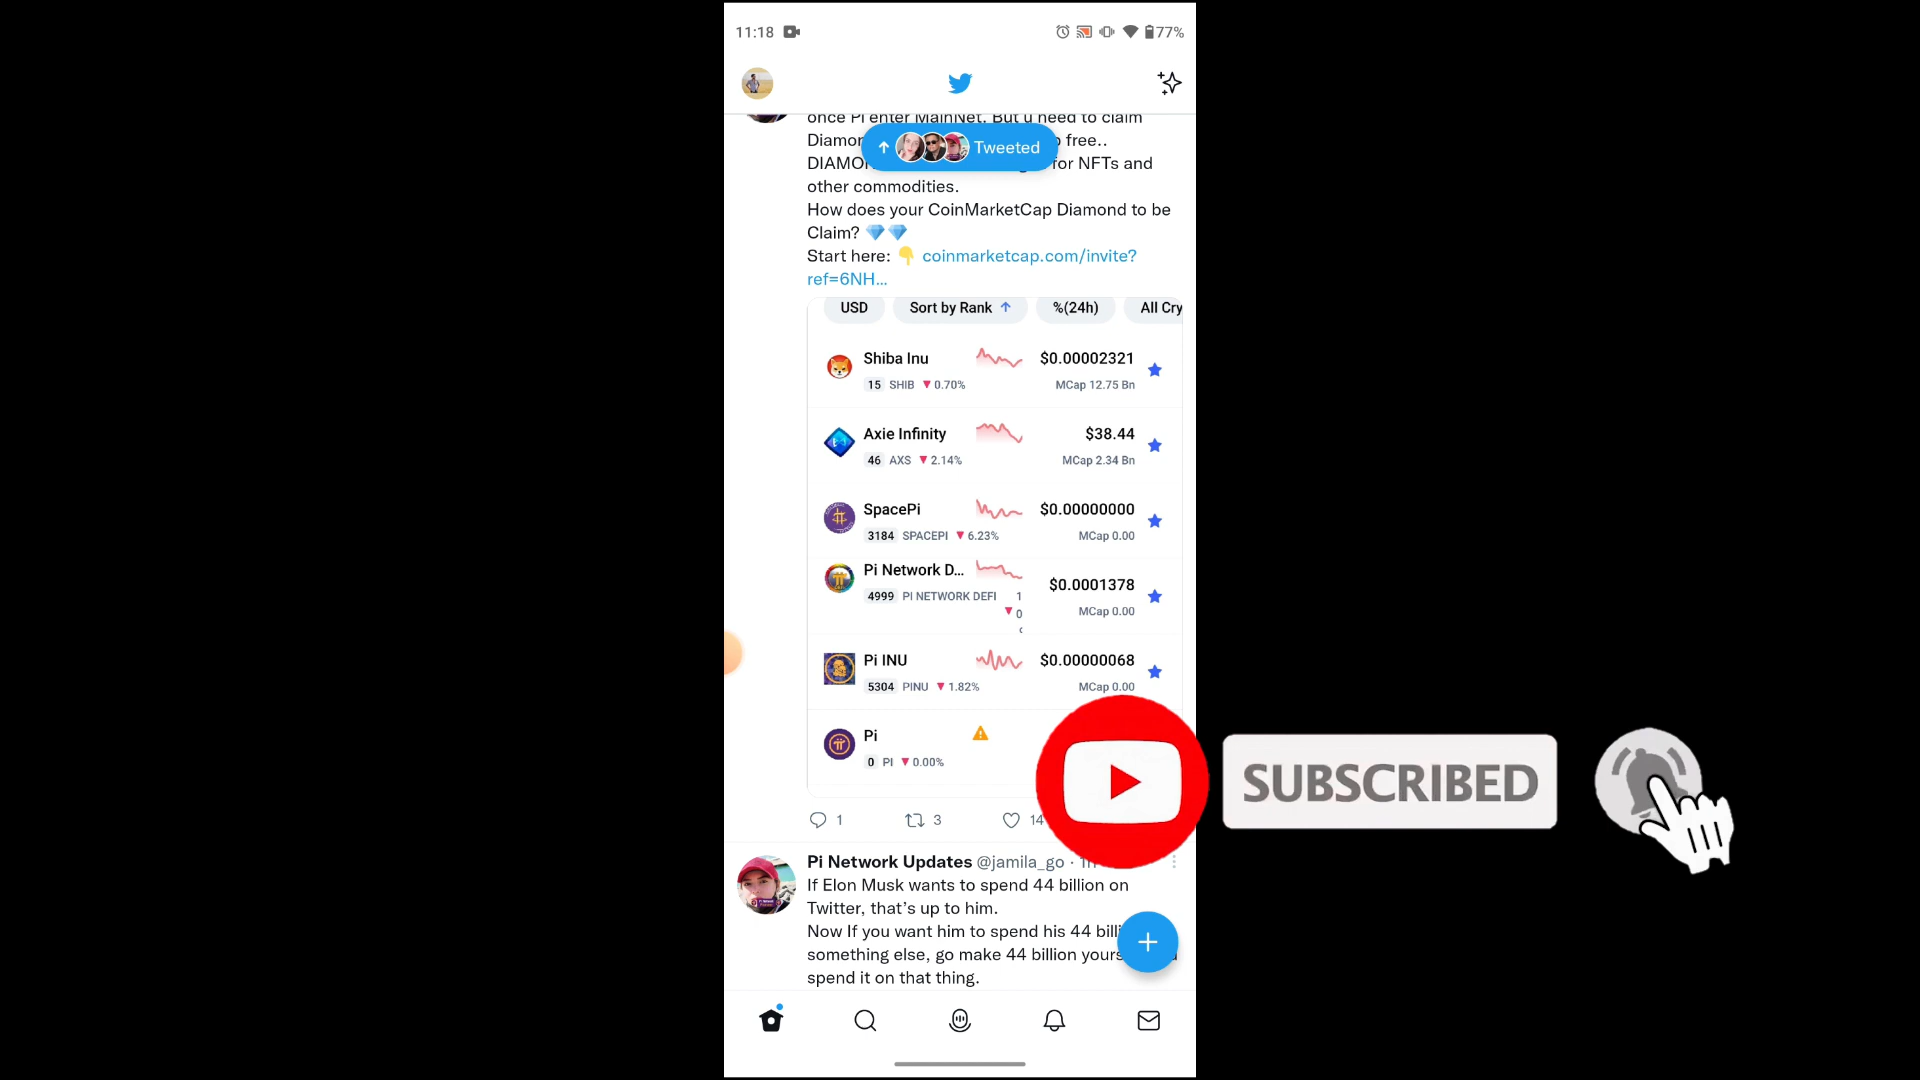 11:18
77%
once Pi enter MainNet. But u need to claim
free..
Tweeted
for NFTs and
other commodities.
How does your CoinMarketCap Diamond to be
Claim? 💎💎
Start here: 👇 coinmarketcap.com/invite?
ref=6NH...
USD Sort by Rank ↑ %(24h) All Cry
Shiba Inu $0.00002321
15 SHIB ▼0.70% MCap 12.75 Bn
Axie Infinity $38.44
46 AXS ▼2.14% MCap 2.34 Bn
SpacePi $0.00000000
3184 SPACEPI ▼6.23% MCap 0.00
Pi Network D... $0.0001378
4999 PI NETWORK DEFI ▼ 1 0 MCap 0.00
Pi INU $0.00000068
5304 PINU ▼1.82% MCap 0.00
Pi
0 PI ▼0.00%
SUBSCRIBED
1 3 14
Pi Network Updates @jamila_go ·
If Elon Musk wants to spend 44 billion on
Twitter, that's up to him.
Now If you want him to spend his 44 billi
something else, go make 44 billion yours
spend it on that thing.